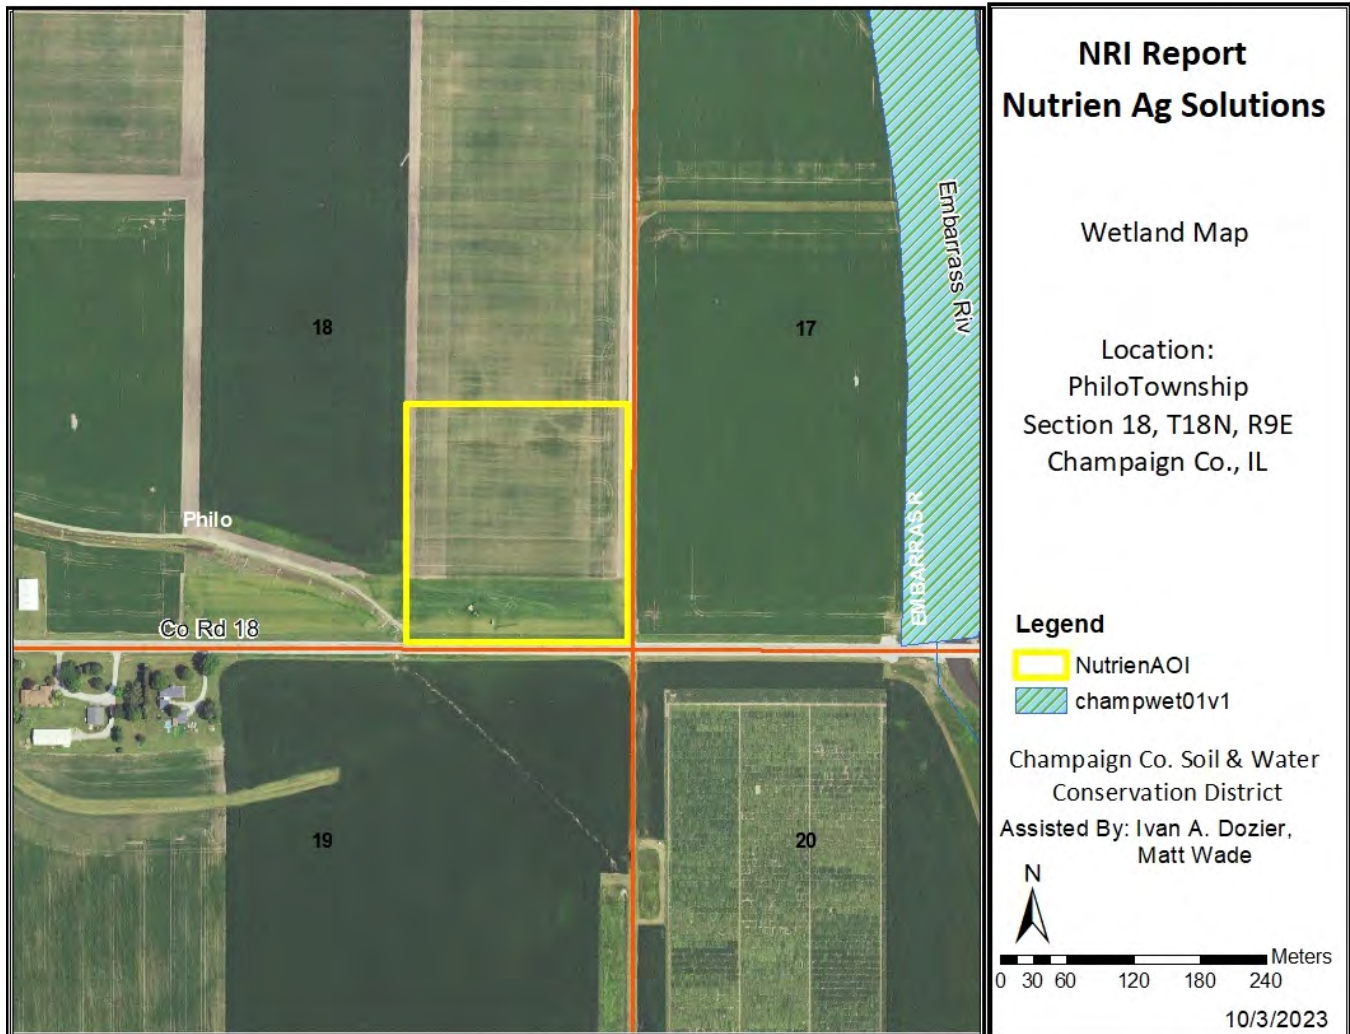 NRI Report
Nutrien Ag Solutions
Wetland Map
Location:
PhiloTownship
Section 18, T18N, R9E
Champaign Co., IL
Legend
NutrienAOI
champwet01v1
Champaign Co. Soil & Water
Conservation District
Assisted By: Ivan A. Dozier,
Matt Wade
N
Meters
0 30 60 120 180 240
10/3/2023
18
17
Embarrass Riv
EMBARRAS R
Philo
Co Rd 18
19
20